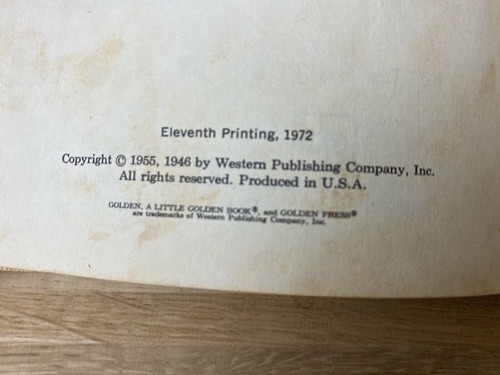 Eleventh Printing, 1972
Copyright © 1955, 1946 by Western Publishing Company, Inc.
All rights reserved. Produced in U.S.A.
GOLDEN, A LITTLE GOLDEN BOOK®, and GOLDEN PRESS®
are trademarks of Western Publishing Company, Inc.